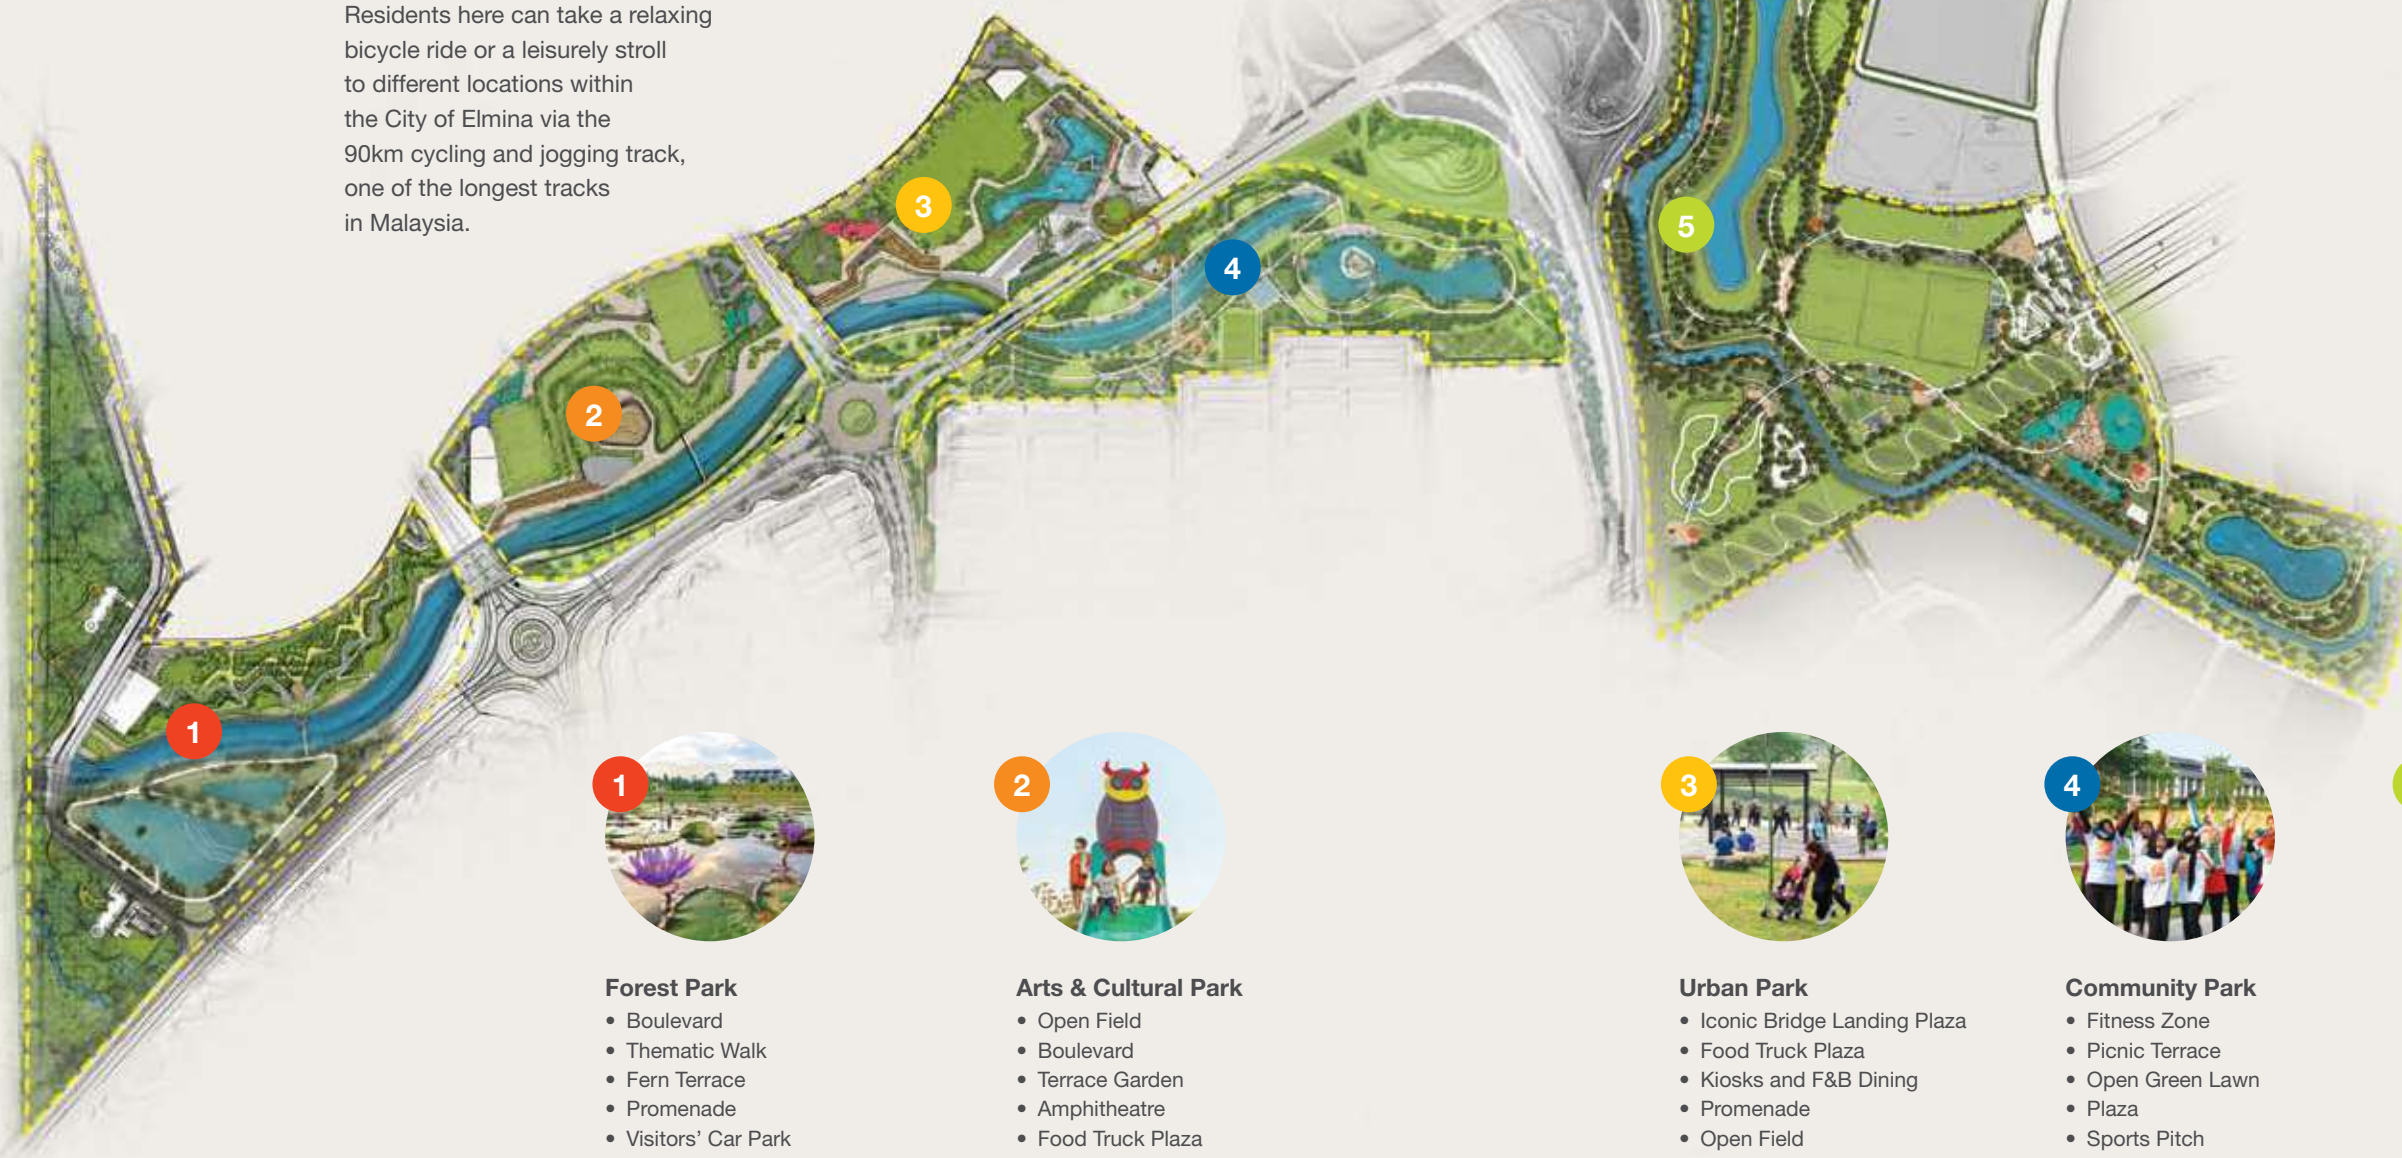 Residents here can take a relaxing
bicycle ride or a leisurely stroll
to different locations within
the City of Elmina via the
90km cycling and jogging track,
one of the longest tracks
in Malaysia.
3
5
4
2
1
1
2
3
4
Forest Park
• Boulevard
• Thematic Walk
• Fern Terrace
• Promenade
• Visitors’ Car Park
Arts & Cultural Park
• Open Field
• Boulevard
• Terrace Garden
• Amphitheatre
• Food Truck Plaza
Urban Park
• Iconic Bridge Landing Plaza
• Food Truck Plaza
• Kiosks and F&B Dining
• Promenade
• Open Field
Community Park
• Fitness Zone
• Picnic Terrace
• Open Green Lawn
• Plaza
• Sports Pitch